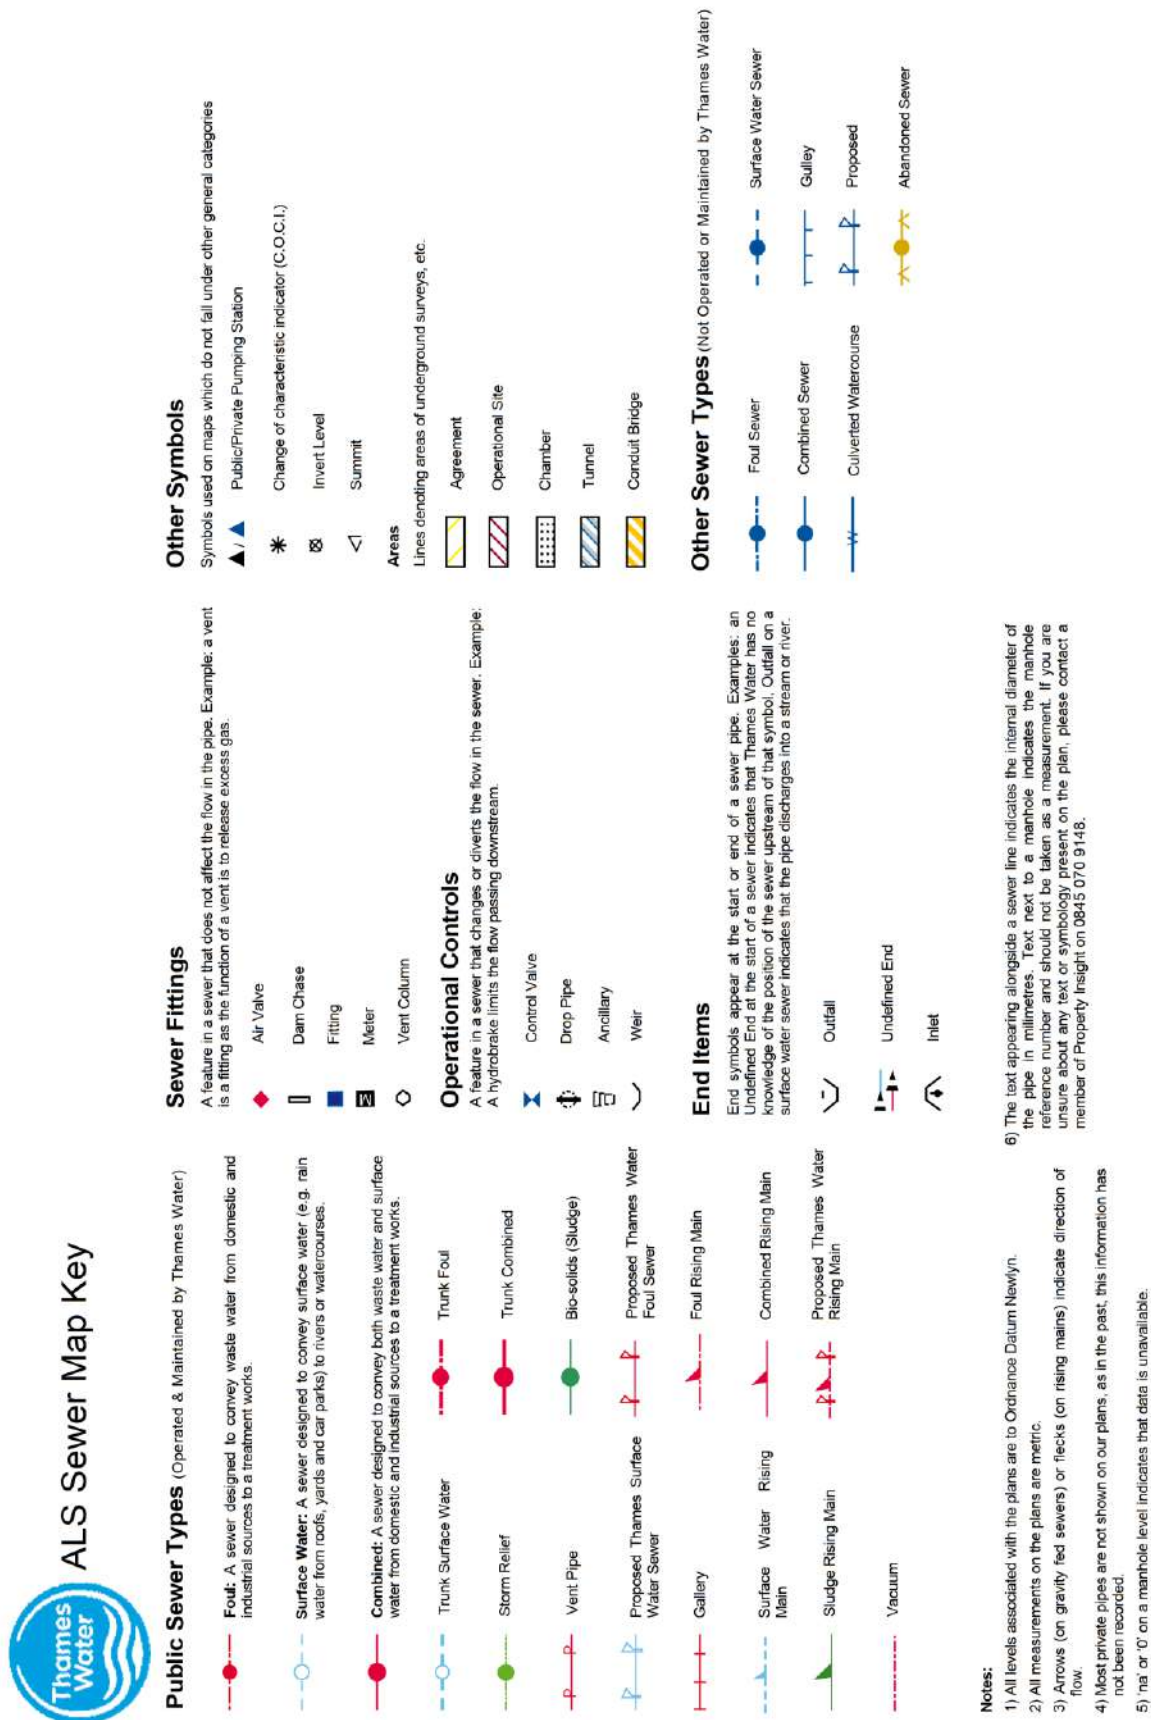 Thames
Water
ALS Sewer Map Key
Public Sewer Types (Operated & Maintained by Thames Water)
Foul: A sewer designed to convey waste water from domestic and
industrial sources to a treatment works.
Surface Water: A sewer designed to convey surface water (e.g. rain
water from roofs, yards and car parks) to rivers or watercourses.
Combined: A sewer designed to convey both waste water and surface
water from domestic and industrial sources to a treatment works.
Trunk Surface Water
Trunk Foul
Storm Relief
Trunk Combined
Vent Pipe
Bio-solids (Sludge)
Proposed Thames Surface
Water Sewer
Proposed Thames Water
Foul Sewer
Gallery
Foul Rising Main
Surface Water Rising
Main
Combined Rising Main
Sludge Rising Main
Proposed Thames Water
Rising Main
Vacuum
Sewer Fittings
A feature in a sewer that does not affect the flow in the pipe. Example: a vent
is a fitting as the function of a vent is to release excess gas.
Air Valve
Dam Chase
Fitting
Meter
Vent Column
Operational Controls
A feature in a sewer that changes or diverts the flow in the sewer. Example:
A hydrobrake limits the flow passing downstream.
Control Valve
Drop Pipe
Ancillary
Weir
End Items
End symbols appear at the start or end of a sewer pipe. Examples: an
Undefined End at the start of a sewer indicates that Thames Water has no
knowledge of the position of the sewer upstream of that symbol, Outfall on a
surface water sewer indicates that the pipe discharges into a stream or river.
Outfall
Undefined End
Inlet
Other Symbols
Symbols used on maps which do not fall under other general categories
/
Public/Private Pumping Station
Change of characteristic indicator (C.O.C.I.)
Invert Level
Summit
Areas
Lines denoting areas of underground surveys, etc.
Agreement
Operational Site
Chamber
Tunnel
Conduit Bridge
Other Sewer Types (Not Operated or Maintained by Thames Water)
Foul Sewer
Surface Water Sewer
Combined Sewer
Gulley
Culverted Watercourse
Proposed
Abandoned Sewer
Notes:
1) All levels associated with the plans are to Ordnance Datum Newlyn.
2) All measurements on the plans are metric.
3) Arrows (on gravity fed sewers) or flecks (on rising mains) indicate direction of
flow.
4) Most private pipes are not shown on our plans, as in the past, this information has
not been recorded.
5) 'na' or '0' on a manhole level indicates that data is unavailable.
6) The text appearing alongside a sewer line indicates the internal diameter of
the pipe in milimetres. Text next to a manhole indicates the manhole
reference number and should not be taken as a measurement. If you are
unsure about any text or symbology present on the plan, please contact a
member of Property Insight on 0845 070 9148.